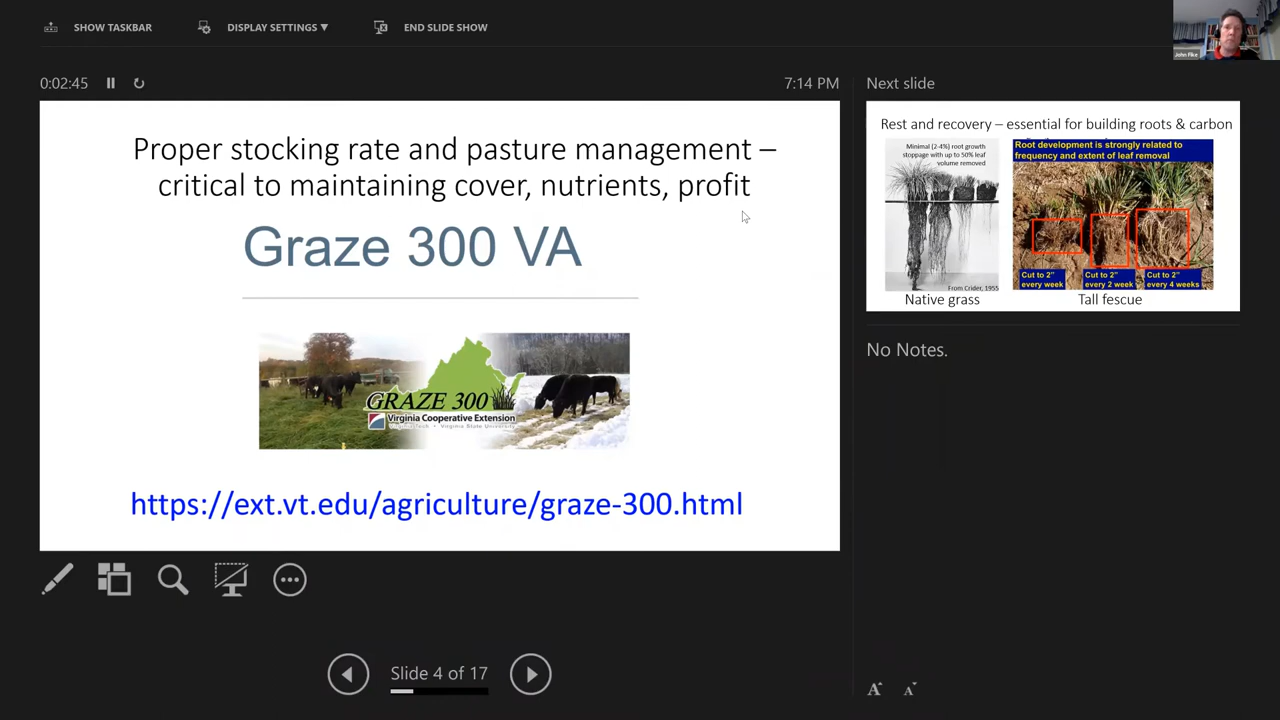 SHOW TASKBAR
DISPLAY SETTINGS ▼
END SLIDE SHOW
John Fike
0:02:45
7:14 PM
Next slide
Proper stocking rate and pasture management –
critical to maintaining cover, nutrients, profit
Graze 300 VA
GRAZE 300
Virginia Cooperative Extension
Virginia Tech • Virginia State University
https://ext.vt.edu/agriculture/graze-300.html
Rest and recovery – essential for building roots & carbon
Minimal (2-4%) root growth
stoppage with up to 50% leaf
volume removed
From Crider, 1955
Native grass
Root development is strongly related to
frequency and extent of leaf removal
Cut to 2"
every week
Cut to 2"
every 2 week
Cut to 2"
every 4 weeks
Tall fescue
No Notes.
Slide 4 of 17
A A